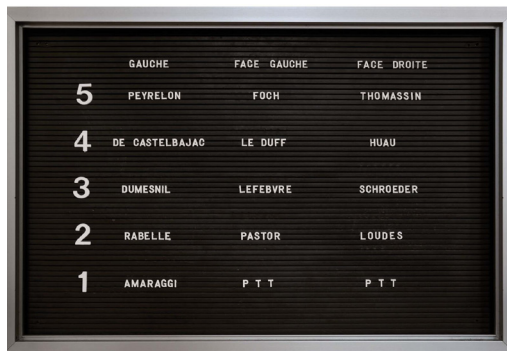 GAUCHE FACE GAUCHE FACE DROITE
5 PEYRELON FOCH THOMASSIN
4 DE CASTELBAJAC LE DUFF HUAU
3 DUMESNIL LEFEBVRE SCHROEDER
2 RABELLE PASTOR LOUDES
1 AMARAGGI P T T P T T